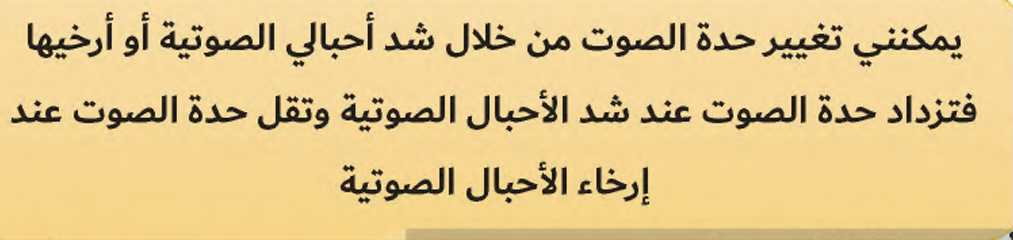 يمكنني تغيير حدة الصوت من خلال شد أحبالي الصوتية أو أرخيها
فتزداد حدة الصوت عند شد الأحبال الصوتية وتقل حدة الصوت عند
إرخاء الأحبال الصوتية